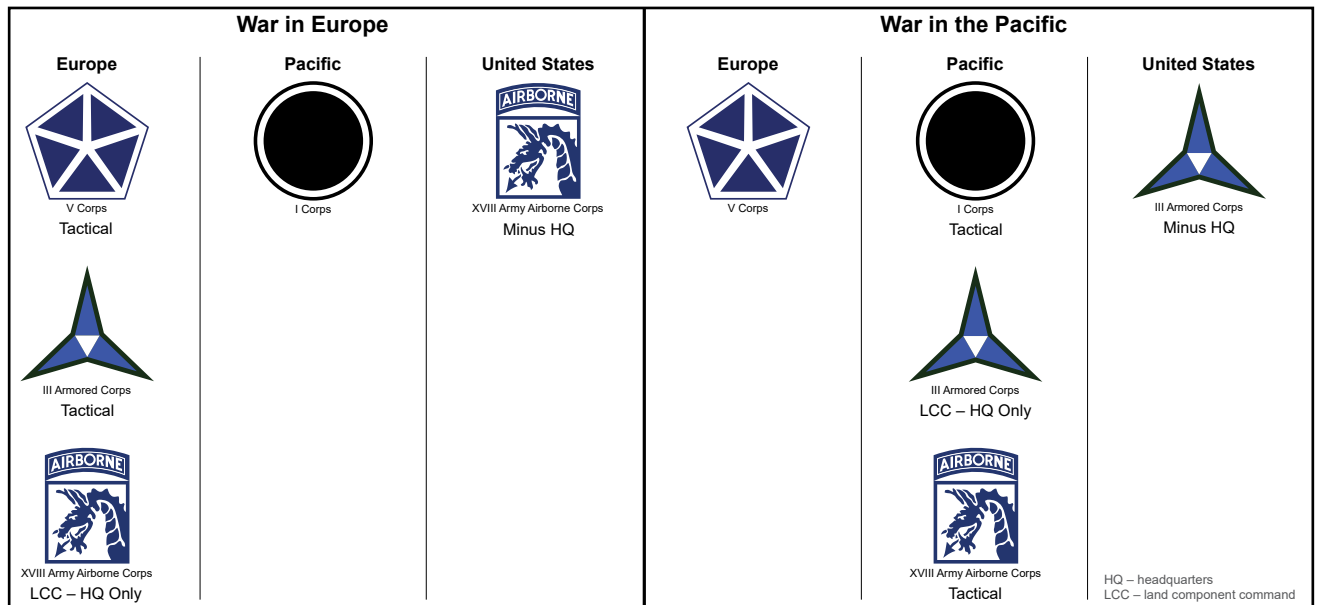 War in Europe
Europe
Pacific
United States
AIRBORNE
V Corps
Tactical
I Corps
XVIII Army Airborne Corps
Minus HQ
III Armored Corps
Tactical
AIRBORNE
XVIII Army Airborne Corps
LCC – HQ Only
War in the Pacific
Europe
Pacific
United States
V Corps
I Corps
Tactical
III Armored Corps
Minus HQ
III Armored Corps
LCC – HQ Only
AIRBORNE
XVIII Army Airborne Corps
Tactical
HQ – headquarters
LCC – land component command